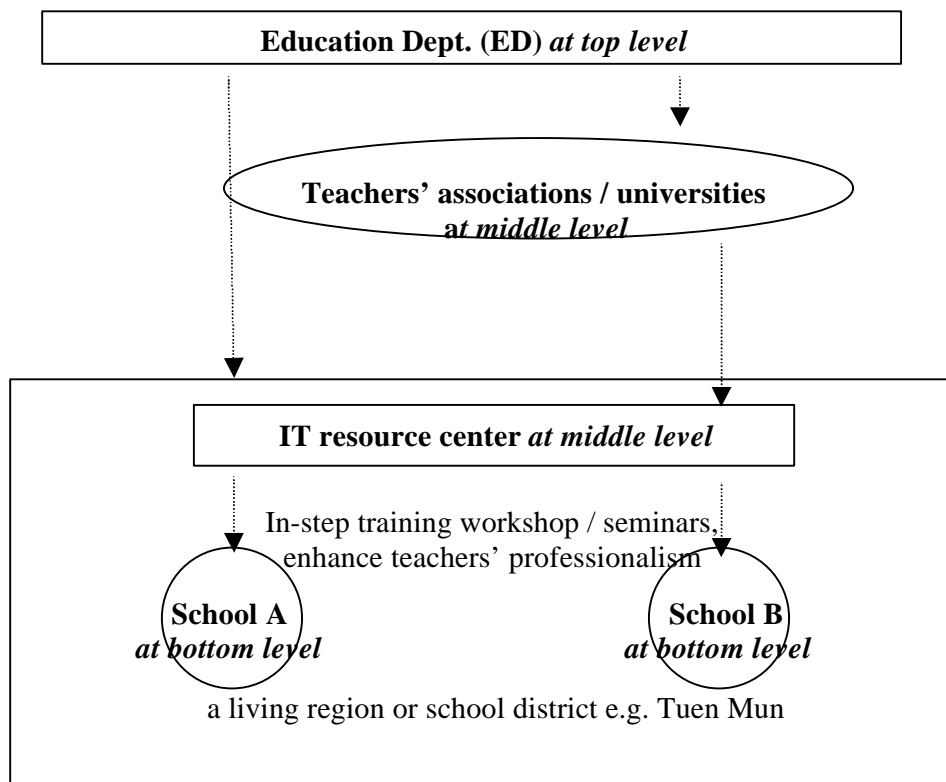 Education Dept. (ED) at top level
Teachers’ associations / universities
at middle level
IT resource center at middle level
In-step training workshop / seminars,
enhance teachers’ professionalism
School A
at bottom level
School B
at bottom level
a living region or school district e.g. Tuen Mun